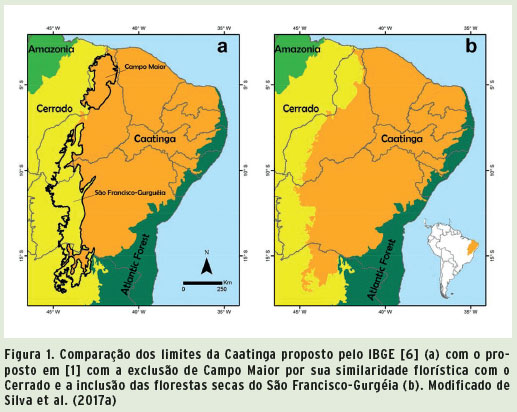 a
Amazonia
Campo Maior
Cerrado
Caatinga
São Francisco-Gurguéia
Atlantic Forest
N
Km
0 250
5°S
10°S
15°S
45°W 40°W 35°W
b
Amazonia
Cerrado
Caatinga
Atlantic Forest
5°S
10°S
15°S
45°W 40°W 35°W
Figura 1. Comparação dos limites da Caatinga proposto pelo IBGE [6] (a) com o pro-
posto em [1] com a exclusão de Campo Maior por sua similaridade florística com o
Cerrado e a inclusão das florestas secas do São Francisco-Gurgéia (b). Modificado de
Silva et al. (2017a)